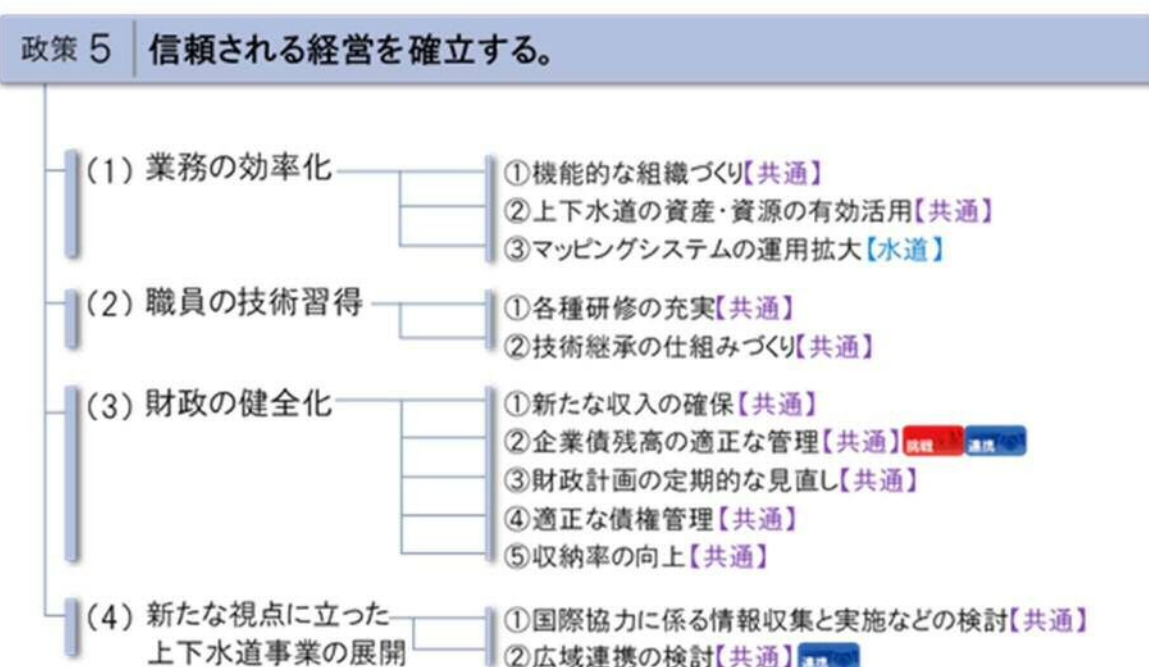 政策 5 信頼される経営を確立する。
(1) 業務の効率化
①機能的な組織づくり【共通】
②上下水道の資産・資源の有効活用【共通】
③マッピングシステムの運用拡大【水道】
(2) 職員の技術習得
①各種研修の充実【共通】
②技術継承の仕組みづくり【共通】
(3) 財政の健全化
①新たな収入の確保【共通】
②企業債残高の適正な管理【共通】 挑戦 連携
③財政計画の定期的な見直し【共通】
④適正な債権管理【共通】
⑤収納率の向上【共通】
(4) 新たな視点に立った
上下水道事業の展開
①国際協力に係る情報収集と実施などの検討【共通】
②広域連携の検討【共通】 連携